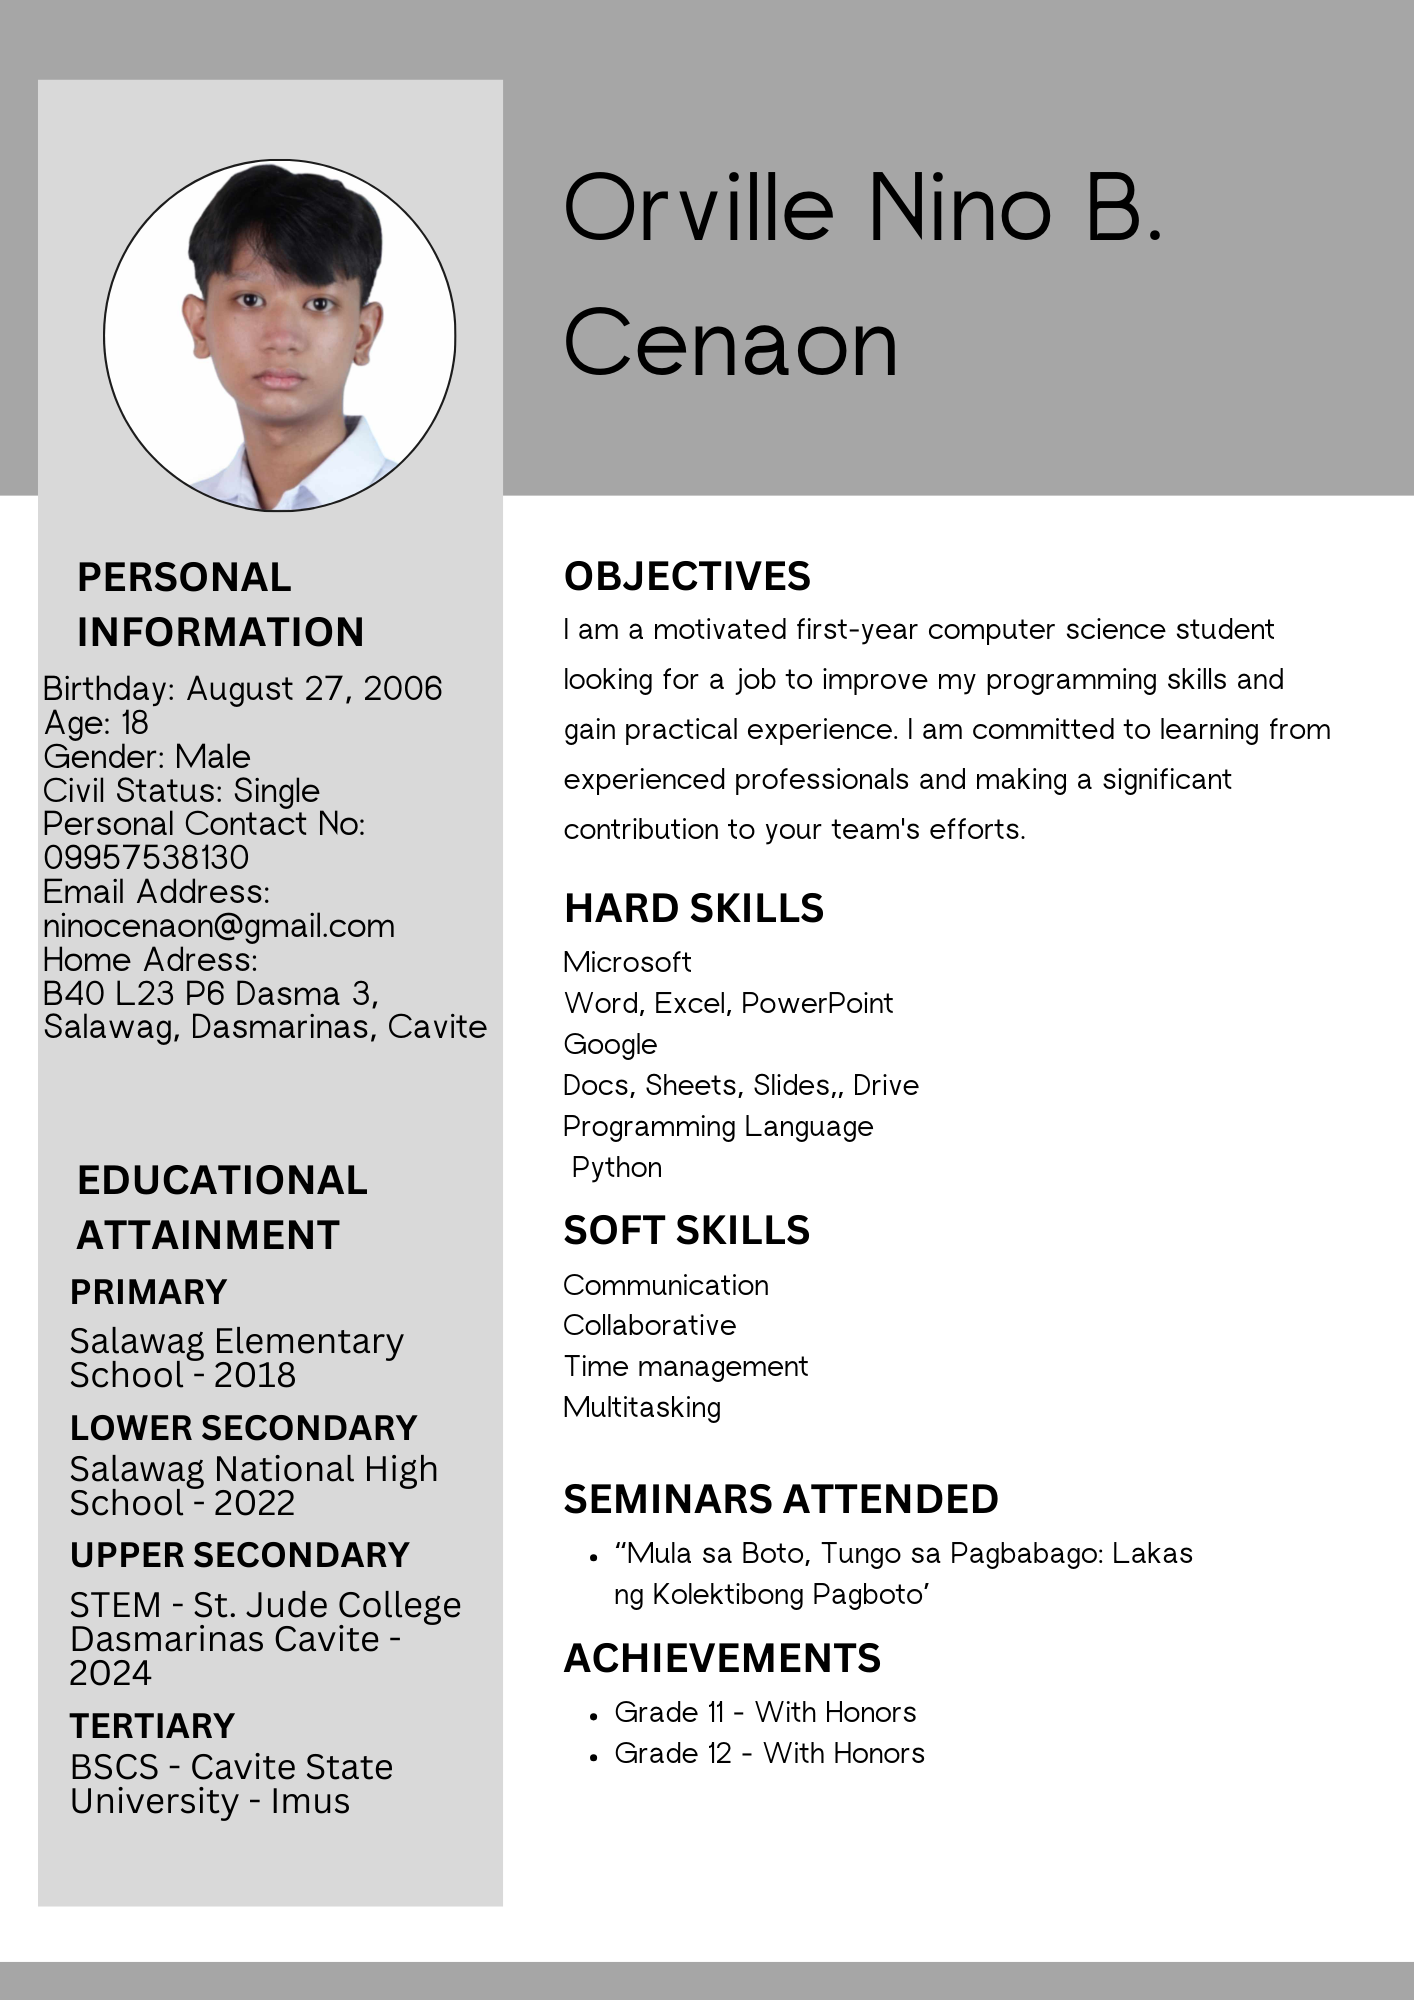 Orville Nino B.
Cenaon
PERSONAL
INFORMATION
Birthday: August 27, 2006
Age: 18
Gender: Male
Civil Status: Single
Personal Contact No:
09957538130
Email Address:
ninocenaon@gmail.com
Home Adress:
B40 L23 P6 Dasma 3,
Salawag, Dasmarinas, Cavite
EDUCATIONAL
ATTAINMENT
PRIMARY
Salawag Elementary
School - 2018
LOWER SECONDARY
Salawag National High
School - 2022
UPPER SECONDARY
STEM - St. Jude College
Dasmarinas Cavite -
2024
TERTIARY
BSCS - Cavite State
University - Imus
OBJECTIVES
I am a motivated first-year computer science student
looking for a job to improve my programming skills and
gain practical experience. I am committed to learning from
experienced professionals and making a significant
contribution to your team's efforts.
HARD SKILLS
Microsoft
Word, Excel, PowerPoint
Google
Docs, Sheets, Slides,, Drive
Programming Language
Python
SOFT SKILLS
Communication
Collaborative
Time management
Multitasking
SEMINARS ATTENDED
• “Mula sa Boto, Tungo sa Pagbabago: Lakas
ng Kolektibong Pagboto’
ACHIEVEMENTS
• Grade 11 - With Honors
• Grade 12 - With Honors